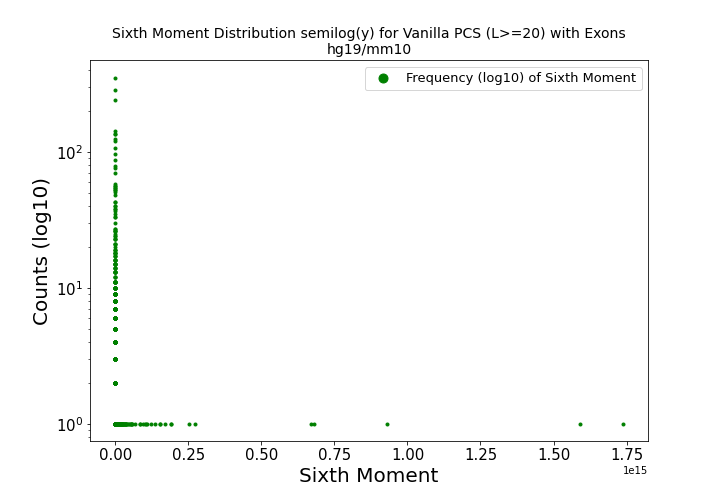 Sixth Moment Distribution semilog(y) for Vanilla PCS (L>=20) with Exons
hg19/mm10
Frequency (log10) of Sixth Moment
Counts (log10)
10²
10¹
10⁰
0.00 0.25 0.50 0.75 1.00 1.25 1.50 1.75
1e15
Sixth Moment